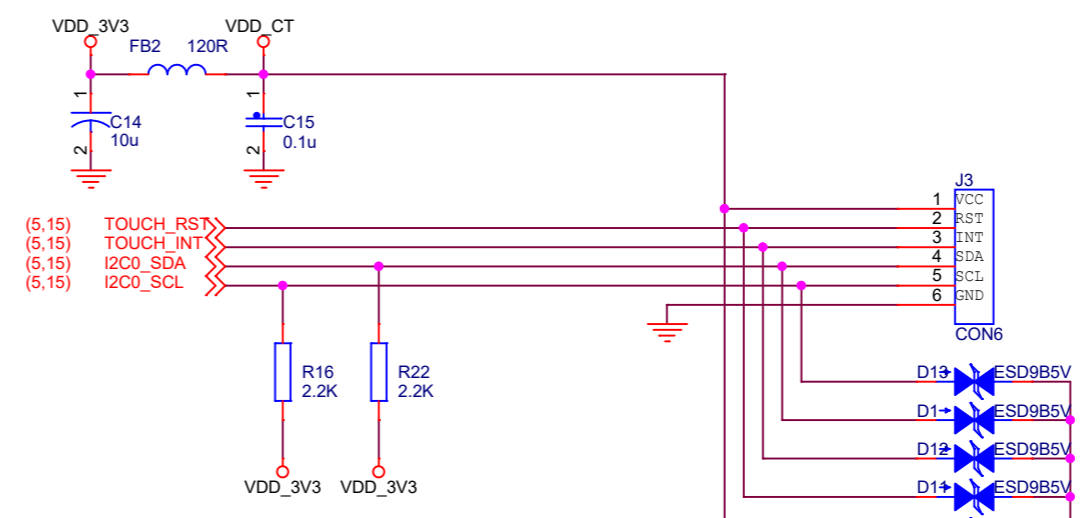 VDD_3V3
VDD_CT
FB2
120R
1
1
C14
10u
C15
0.1u
2
2
J3
(5,15) TOUCH_RST
(5,15) TOUCH_INT
(5,15) I2C0_SDA
(5,15) I2C0_SCL
1 VCC
2 RST
3 INT
4 SDA
5 SCL
6 GND
CON6
R16
2.2K
R22
2.2K
D13 ESD9B5V
ESD9B5V
D12 ESD9B5V
D11 ESD9B5V
VDD_3V3
VDD_3V3